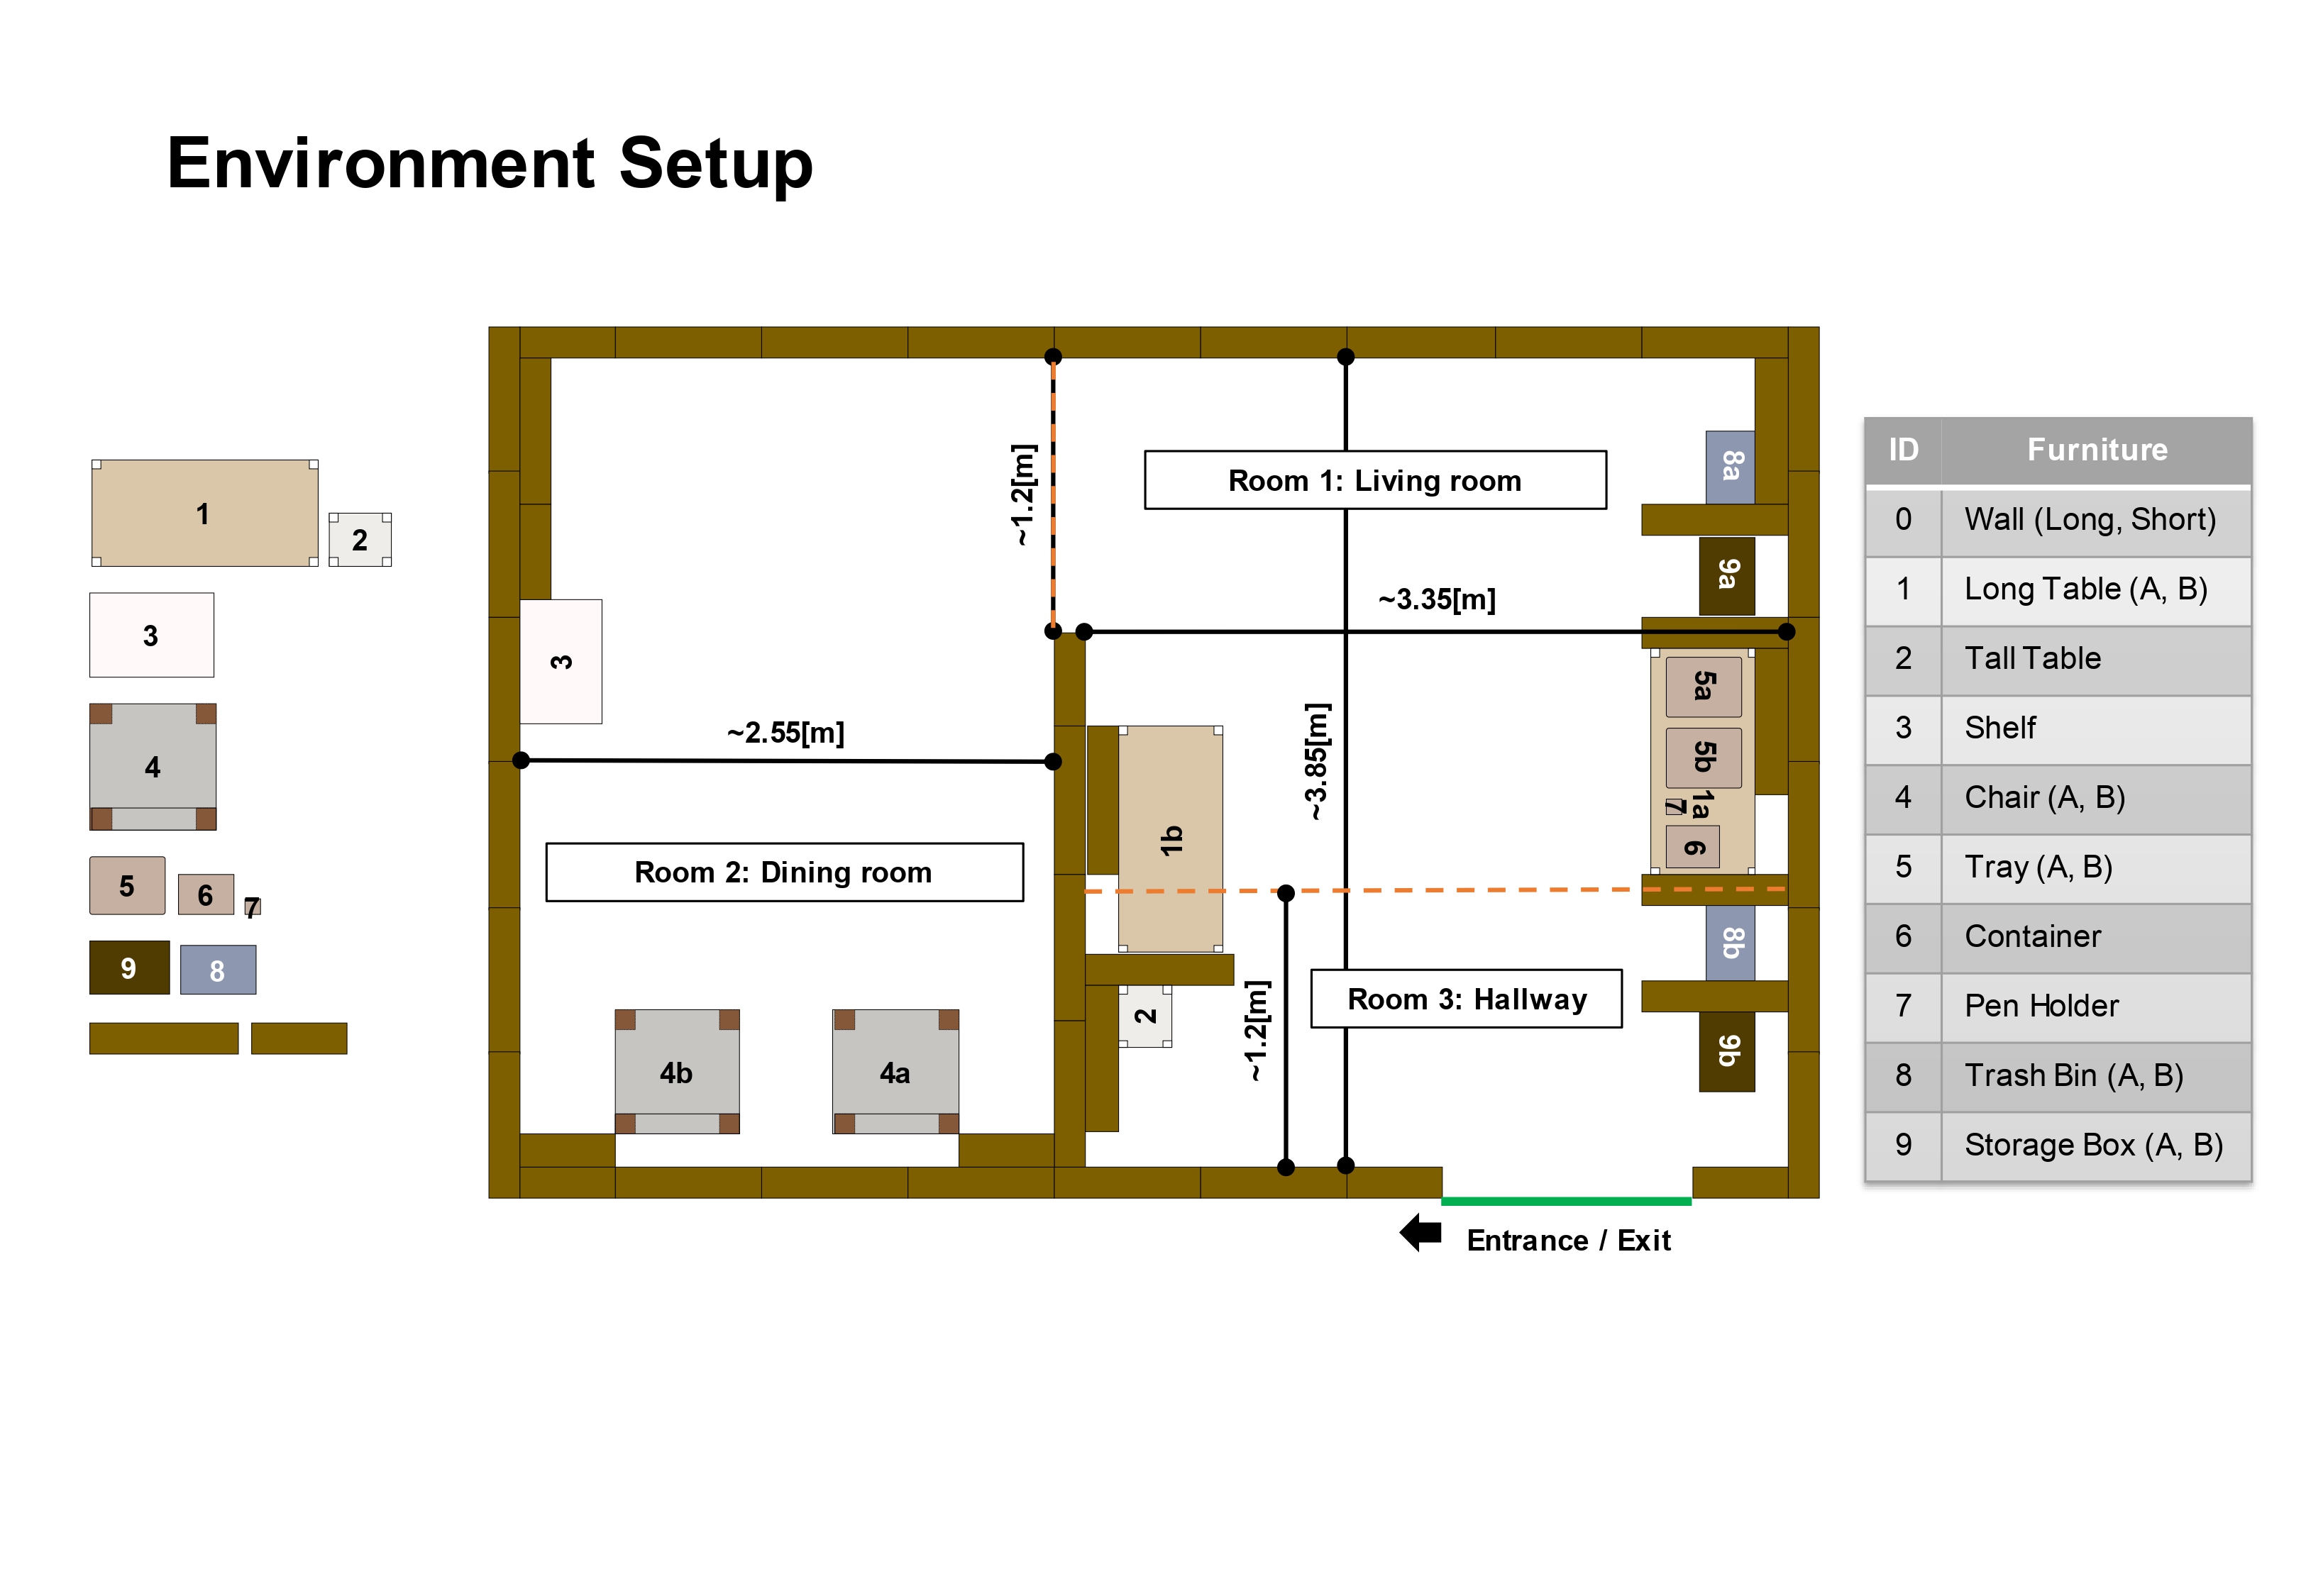 Environment Setup
1
2
3
4
5
6
7
9
8
~1.2[m]
Room 1: Living room
8a
9a
~3.35[m]
3
~2.55[m]
5a
5b
1a
7
6
~3.85[m]
1b
Room 2: Dining room
8b
Room 3: Hallway
2
~1.2[m]
9b
4b
4a
Entrance / Exit
ID Furniture
0 Wall (Long, Short)
1 Long Table (A, B)
2 Tall Table
3 Shelf
4 Chair (A, B)
5 Tray (A, B)
6 Container
7 Pen Holder
8 Trash Bin (A, B)
9 Storage Box (A, B)